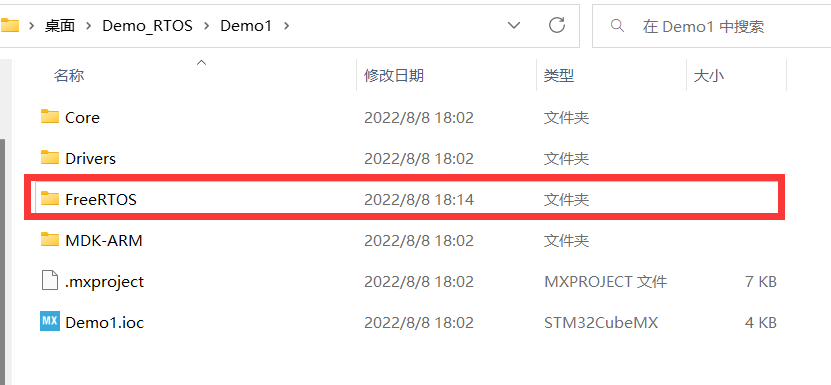 桌面 Demo_RTOS Demo1 在 Demo1 中搜索
名称 修改日期 类型 大小
Core 2022/8/8 18:02 文件夹
Drivers 2022/8/8 18:02 文件夹
FreeRTOS 2022/8/8 18:14 文件夹
MDK-ARM 2022/8/8 18:02 文件夹
.mxproject 2022/8/8 18:02 MXPROJECT 文件 7 KB
MX Demo1.ioc 2022/8/8 18:02 STM32CubeMX 4 KB